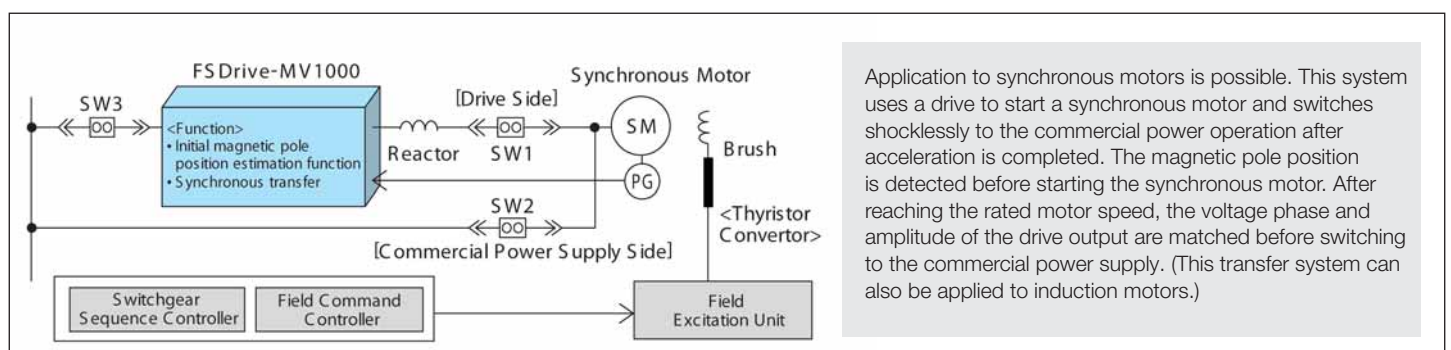 FSDrive-MV1000
Synchronous Motor
SW3
[Drive Side]
<Function>
• Initial magnetic pole
position estimation function
• Synchronous transfer
Reactor
SW1
SM
Brush
PG
SW2
[Commercial Power Supply Side]
<Thyristor
Convertor>
Switchgear
Sequence Controller
Field Command
Controller
Field
Excitation Unit
Application to synchronous motors is possible. This system
uses a drive to start a synchronous motor and switches
shocklessly to the commercial power operation after
acceleration is completed. The magnetic pole position
is detected before starting the synchronous motor. After
reaching the rated motor speed, the voltage phase and
amplitude of the drive output are matched before switching
to the commercial power supply. (This transfer system can
also be applied to induction motors.)